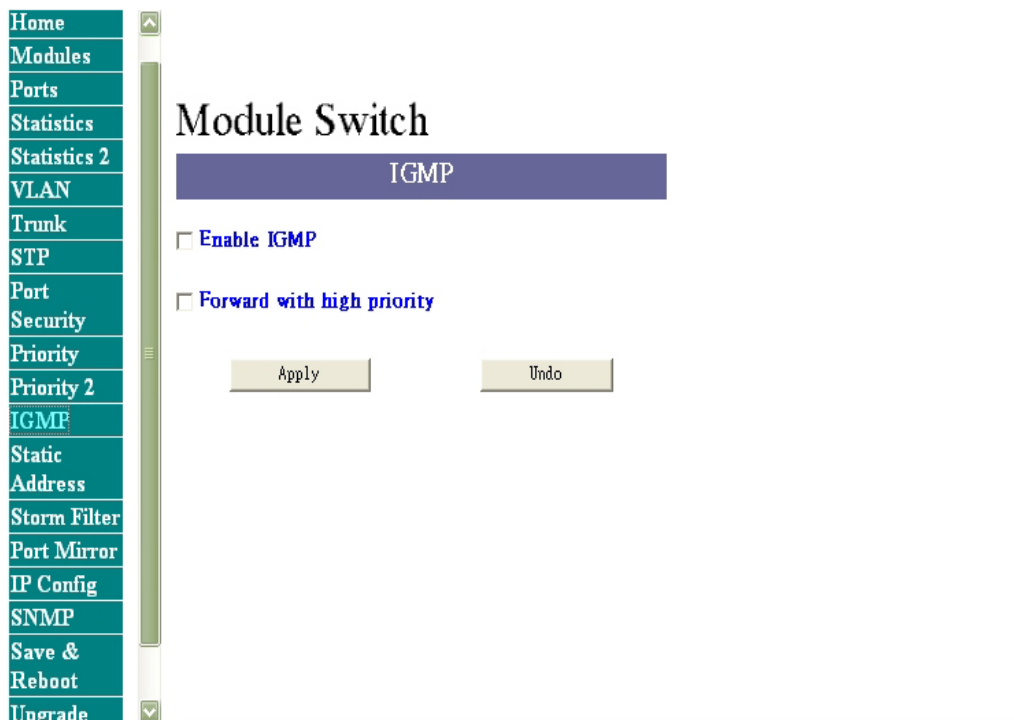 Home
Modules
Ports
Statistics
Statistics 2
VLAN
Trunk
STP
Port
Security
Priority
Priority 2
IGMP
Static
Address
Storm Filter
Port Mirror
IP Config
SNMP
Save &
Reboot
Upgrade
Module Switch
IGMP
Enable IGMP
Forward with high priority
Apply Undo